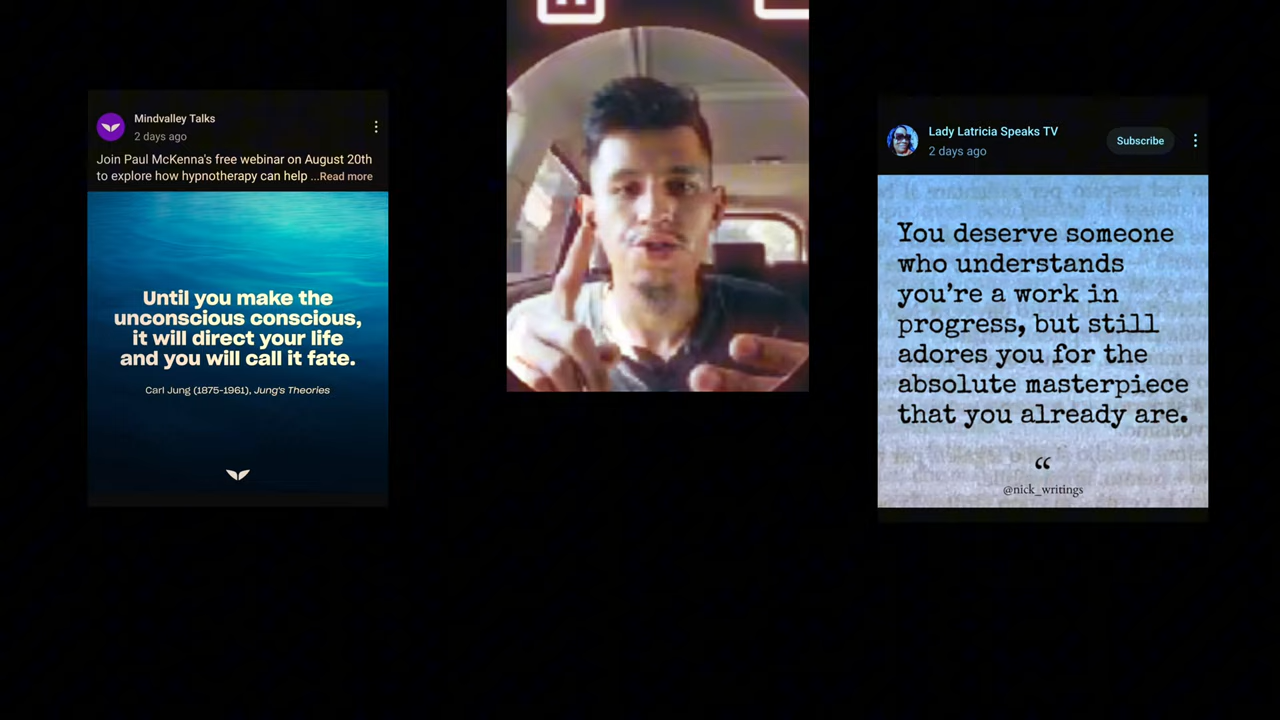 Mindvalley Talks
2 days ago
Join Paul McKenna's free webinar on August 20th
to explore how hypnotherapy can help ...Read more
Until you make the
unconscious conscious,
it will direct your life
and you will call it fate.
Carl Jung (1875-1961), Jung's Theories
Lady Latricia Speaks TV
2 days ago
Subscribe
You deserve someone
who understands
you're a work in
progress, but still
adores you for the
absolute masterpiece
that you already are.
“
@nick_writings